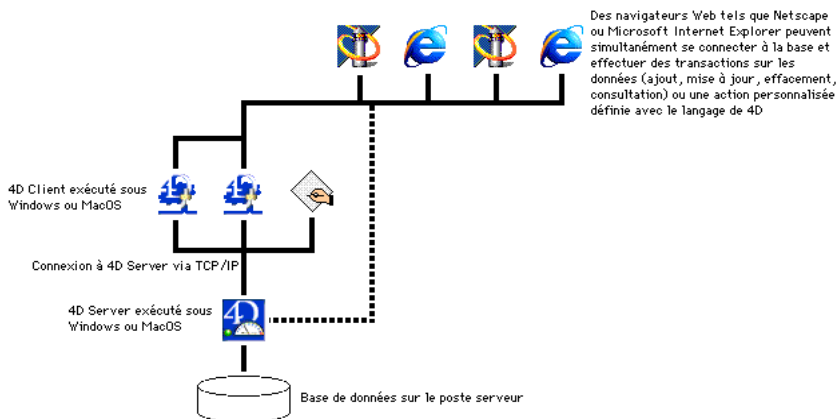 Des navigateurs Web tels que Netscape
ou Microsoft Internet Explorer peuvent
simultanément se connecter à la base et
effectuer des transactions sur les
données (ajout, mise à jour, effacement,
consultation) ou une action personnalisée
définie avec le langage de 4D
4D Client exécuté sous
Windows ou MacOS
Connexion à 4D Server via TCP/IP
4D Server exécuté sous
Windows ou MacOS
4D
Base de données sur le poste serveur